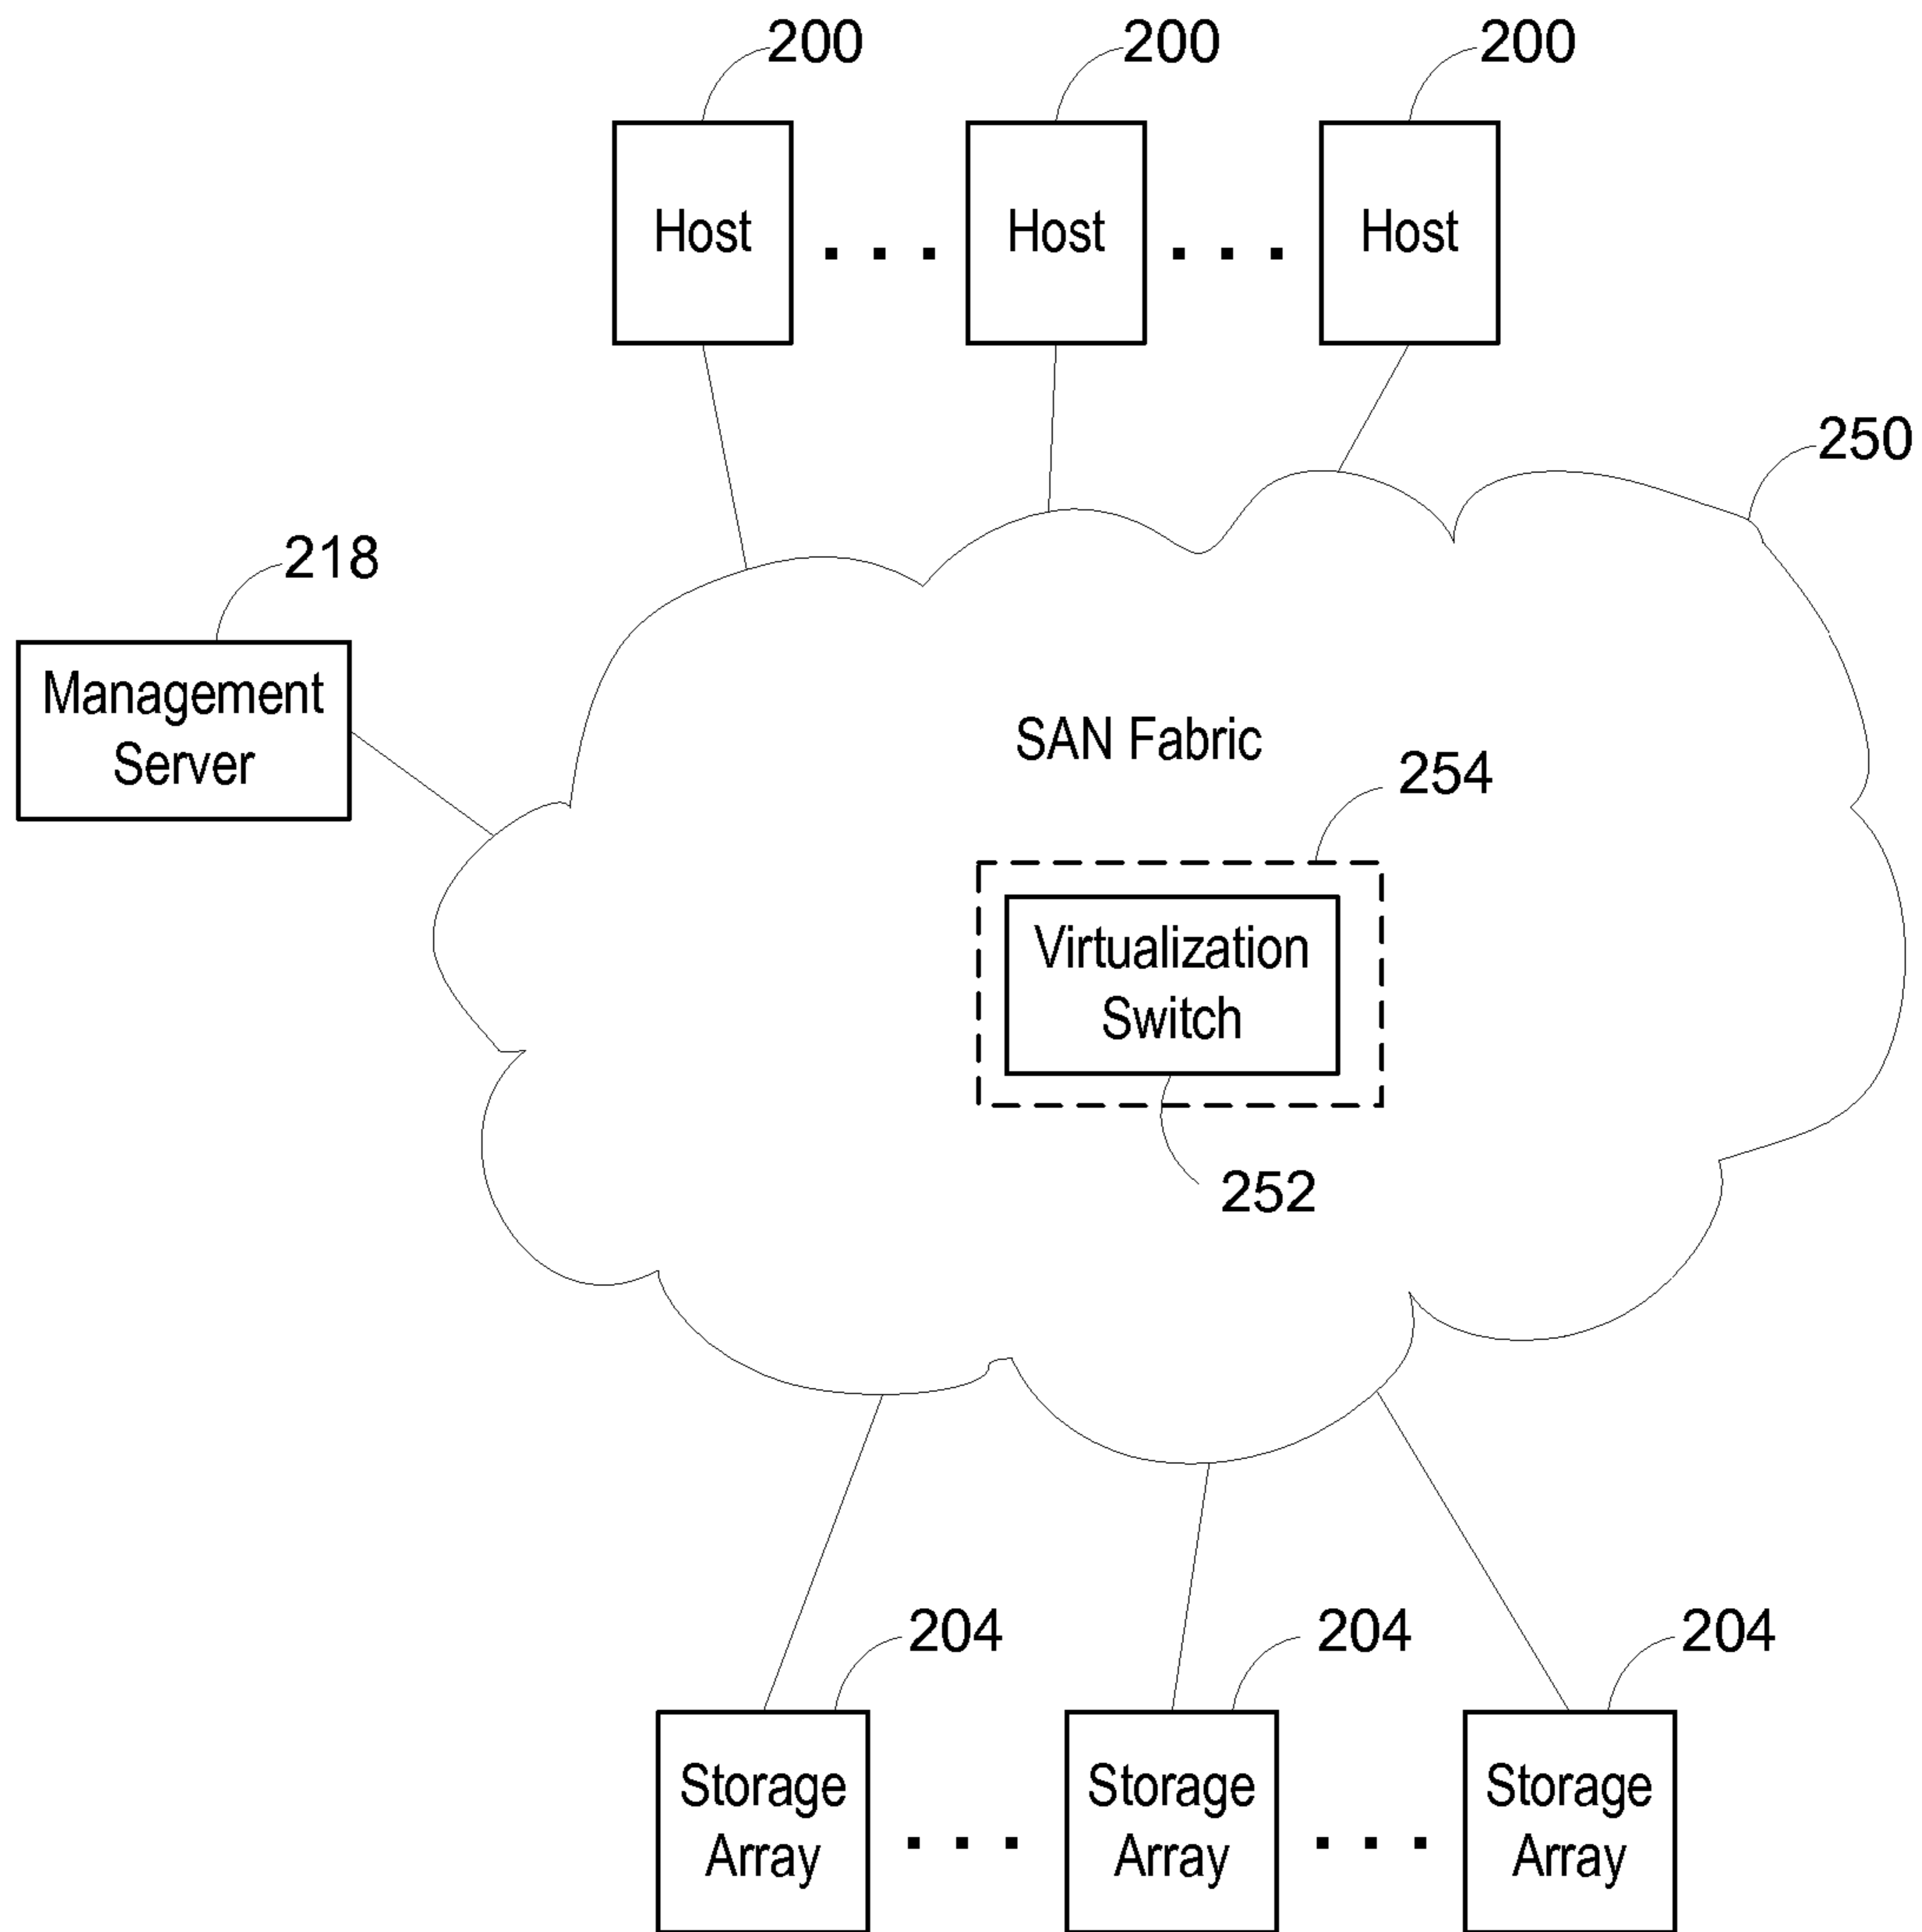 200 200 200
Host ... Host ... Host
250
218
Management
Server
SAN Fabric
254
Virtualization
Switch
252
204 204 204
Storage Storage Storage
Array ... Array ... Array